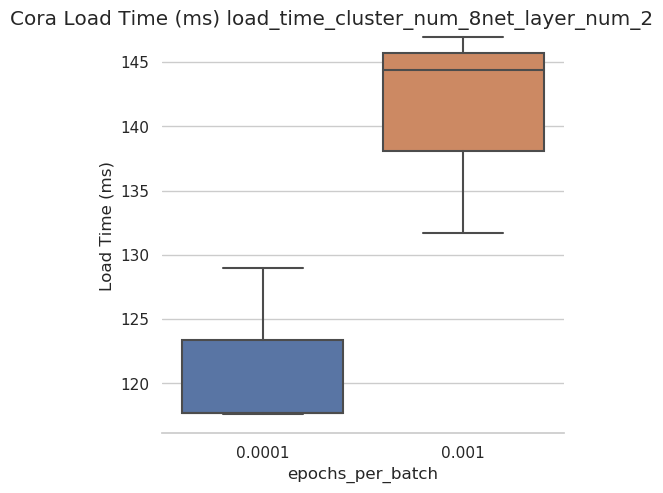 Cora Load Time (ms) load_time_cluster_num_8net_layer_num_2
145
140
135
130
125
120
Load Time (ms)
0.0001
0.001
epochs_per_batch